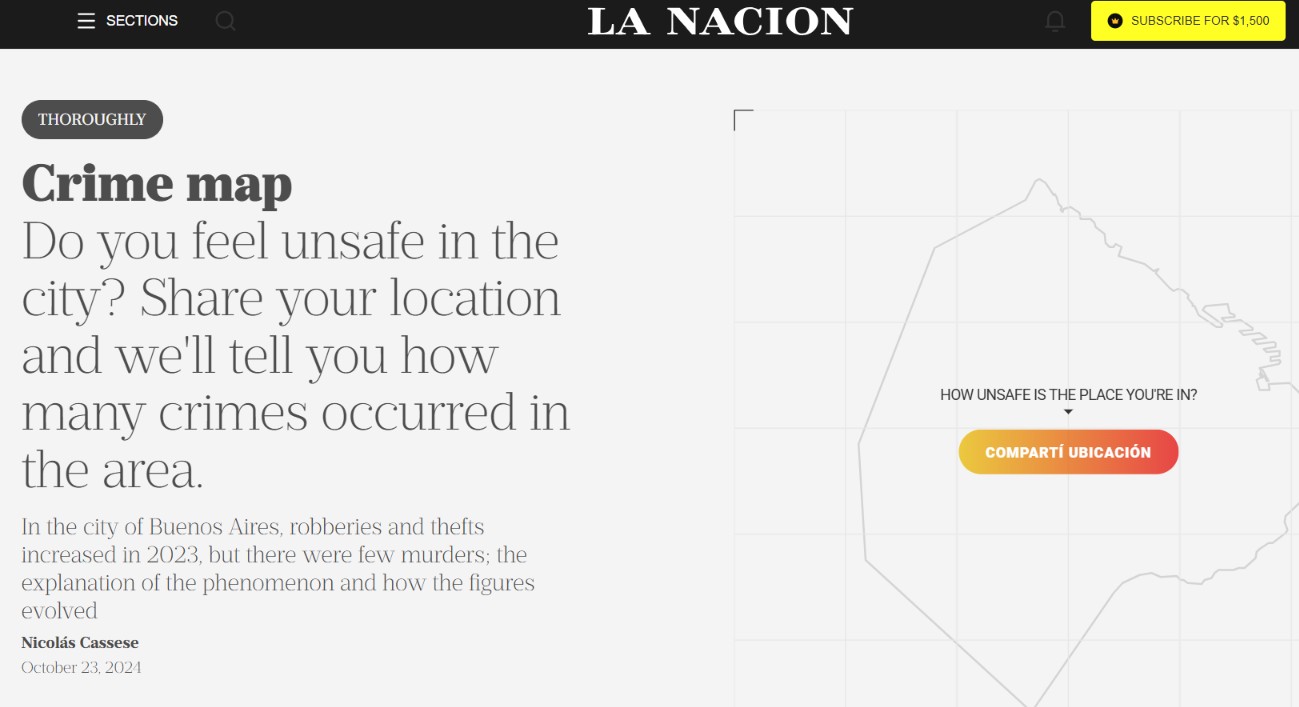 SECTIONS
LA NACION
SUBSCRIBE FOR $1,500
THOROUGHLY
Crime map
Do you feel unsafe in the
city? Share your location
and we'll tell you how
many crimes occurred in
the area.
In the city of Buenos Aires, robberies and thefts
increased in 2023, but there were few murders; the
explanation of the phenomenon and how the figures
evolved
Nicolás Cassese
October 23, 2024
HOW UNSAFE IS THE PLACE YOU'RE IN?
COMPARTÍ UBICACIÓN